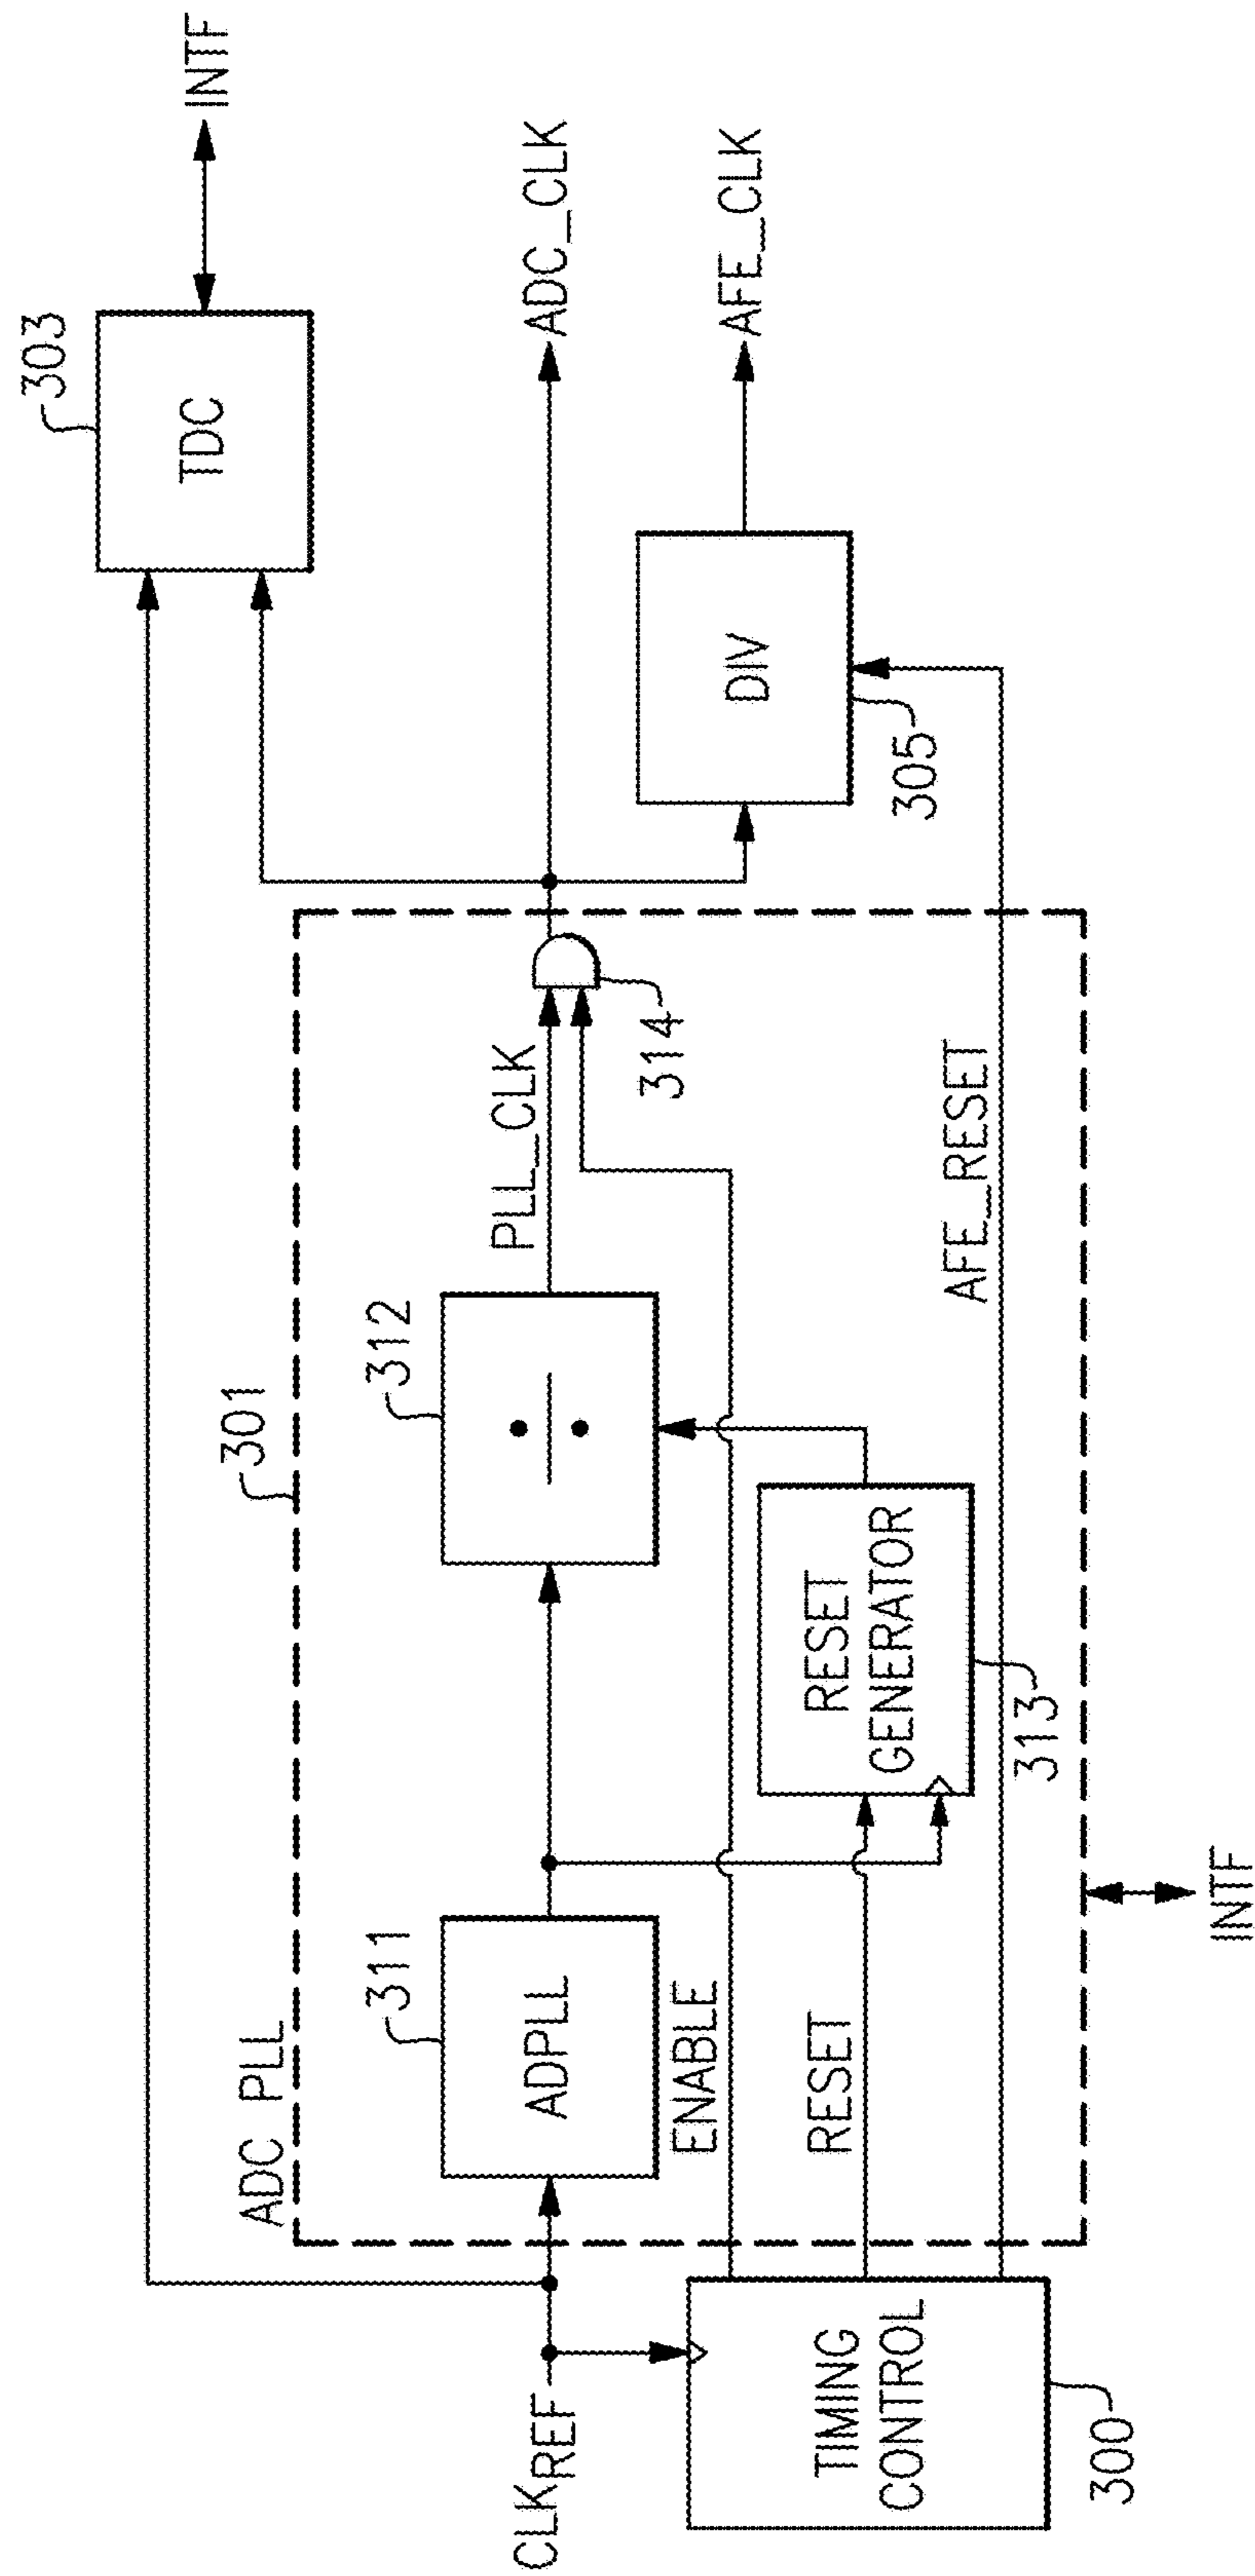 303
TDC
INTF
ADC_CLK
AFE_CLK
DIV
305
301
ADC PLL
311
ADPLL
312
PLL_CLK
314
ENABLE
RESET
RESET
GENERATOR
313
AFE_RESET
CLKREF
TIMING
CONTROL
300
INTF